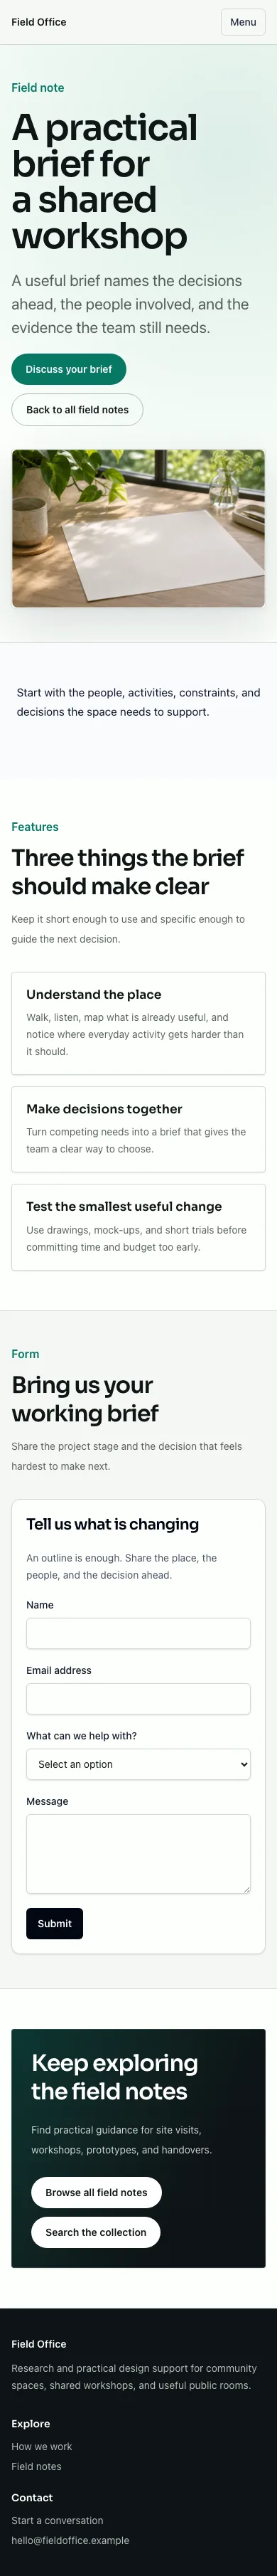 Field Office
Menu
Field note
A practical
brief for
a shared
workshop
A useful brief names the decisions
ahead, the people involved, and the
evidence the team still needs.
Discuss your brief
Back to all field notes
Start with the people, activities, constraints, and
decisions the space needs to support.
Features
Three things the brief
should make clear
Keep it short enough to use and specific enough to
guide the next decision.
Understand the place
Walk, listen, map what is already useful, and
notice where everyday activity gets harder than
it should.
Make decisions together
Turn competing needs into a brief that gives the
team a clear way to choose.
Test the smallest useful change
Use drawings, mock-ups, and short trials before
committing time and budget too early.
Form
Bring us your
working brief
Share the project stage and the decision that feels
hardest to make next.
Tell us what is changing
An outline is enough. Share the place, the
people, and the decision ahead.
Name
Email address
What can we help with?
Select an option
Message
Submit
Keep exploring
the field notes
Find practical guidance for site visits,
workshops, prototypes, and handovers.
Browse all field notes
Search the collection
Field Office
Research and practical design support for community
spaces, shared workshops, and useful public rooms.
Explore
How we work
Field notes
Contact
Start a conversation
hello@fieldoffice.example